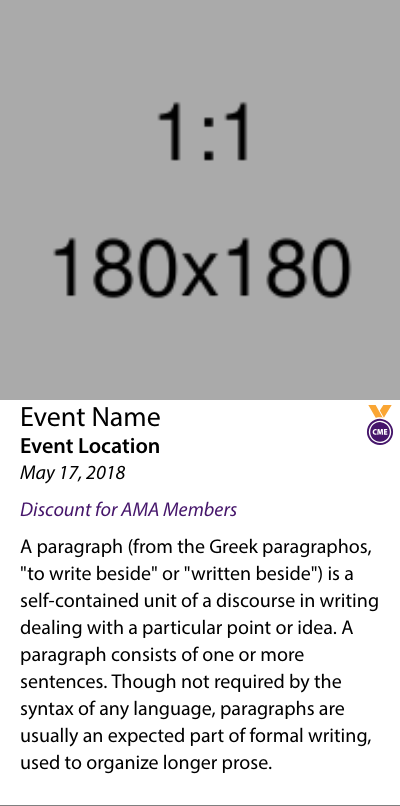 1:1
180x180
Event Name
CME
Event Location
May 17, 2018
Discount for AMA Members
A paragraph (from the Greek paragraphos,
"to write beside" or "written beside") is a
self-contained unit of a discourse in writing
dealing with a particular point or idea. A
paragraph consists of one or more
sentences. Though not required by the
syntax of any language, paragraphs are
usually an expected part of formal writing,
used to organize longer prose.